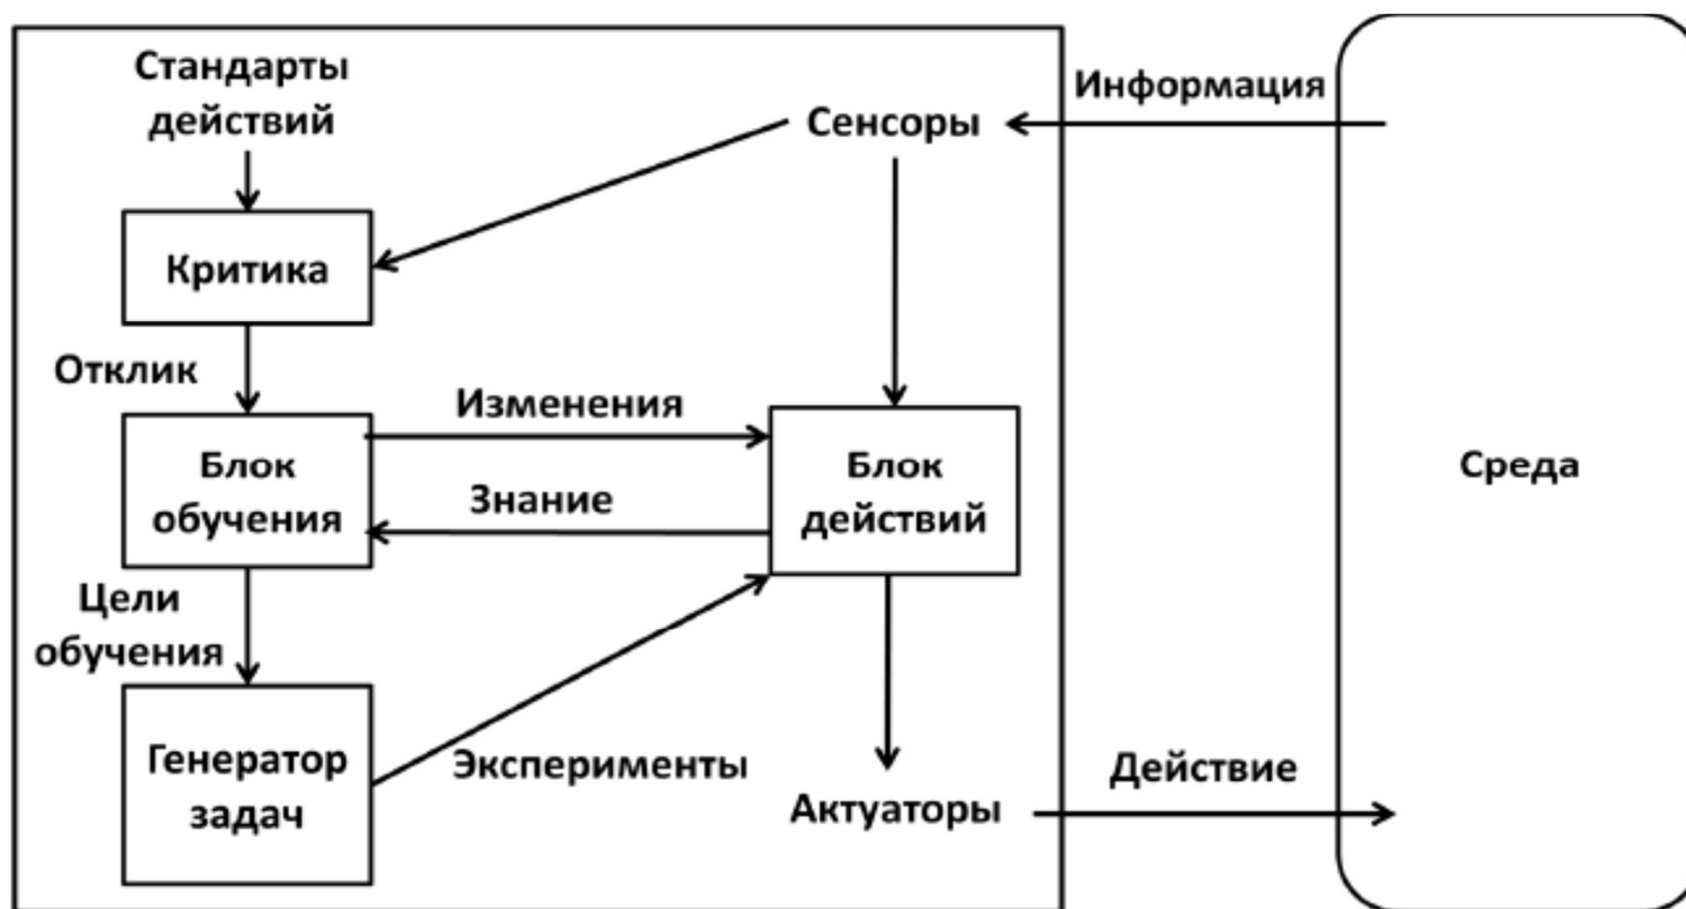 Стандарты
действий
Сенсоры
Информация
Критика
Отклик
Изменения
Блок
обучения
Знание
Блок
действий
Среда
Цели
обучения
Генератор
задач
Эксперименты
Актуаторы
Действие